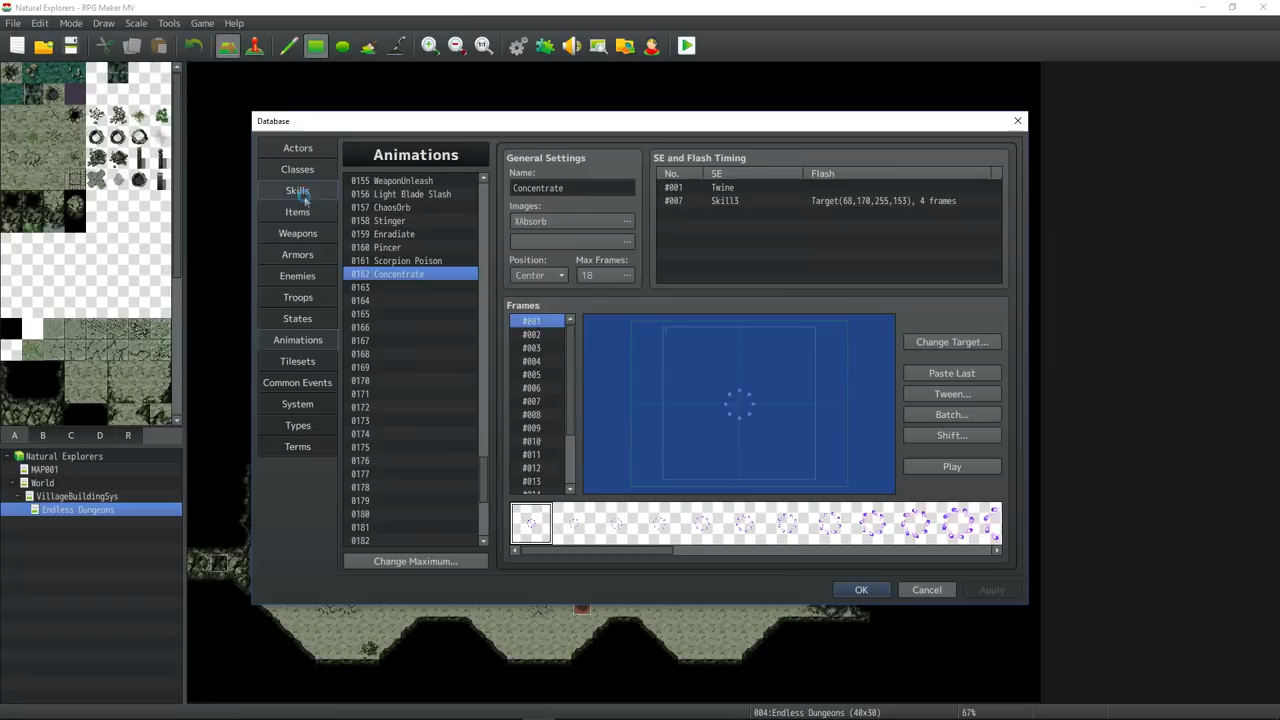 Natural Explorers - RPG Maker MV
File Edit Mode Draw Scale Tools Game Help
Database
Actors
Classes
Skills
Items
Weapons
Armors
Enemies
Troops
States
Animations
Tilesets
Common Events
System
Types
Terms
Animations
0155 WeaponUnleash
0156 Light Blade Slash
0157 ChaosOrb
0158 Stinger
0159 Enradiate
0160 Pincer
0161 Scorpion Poison
0162 Concentrate
0163
0164
0165
0166
0167
0168
0169
0170
0171
0172
0173
0174
0175
0176
0177
0178
0179
0180
0181
0182
Change Maximum...
General Settings
Name:
Concentrate
Images:
XAbsorb ...
...
Position: Max Frames:
Center 18 ...
SE and Flash Timing
No. SE Flash
#001 Twine
#007 Skill3 Target(68,170,255,153), 4 frames
Frames
#001
#002
#003
#004
#005
#006
#007
#008
#009
#010
#011
#012
#013
#014
Change Target...
Paste Last
Tween...
Batch...
Shift...
Play
OK Cancel Apply
A B C D R
Natural Explorers
MAP001
World
VillageBuildingSys
Endless Dungeons
004:Endless Dungeons (40x30) 67%